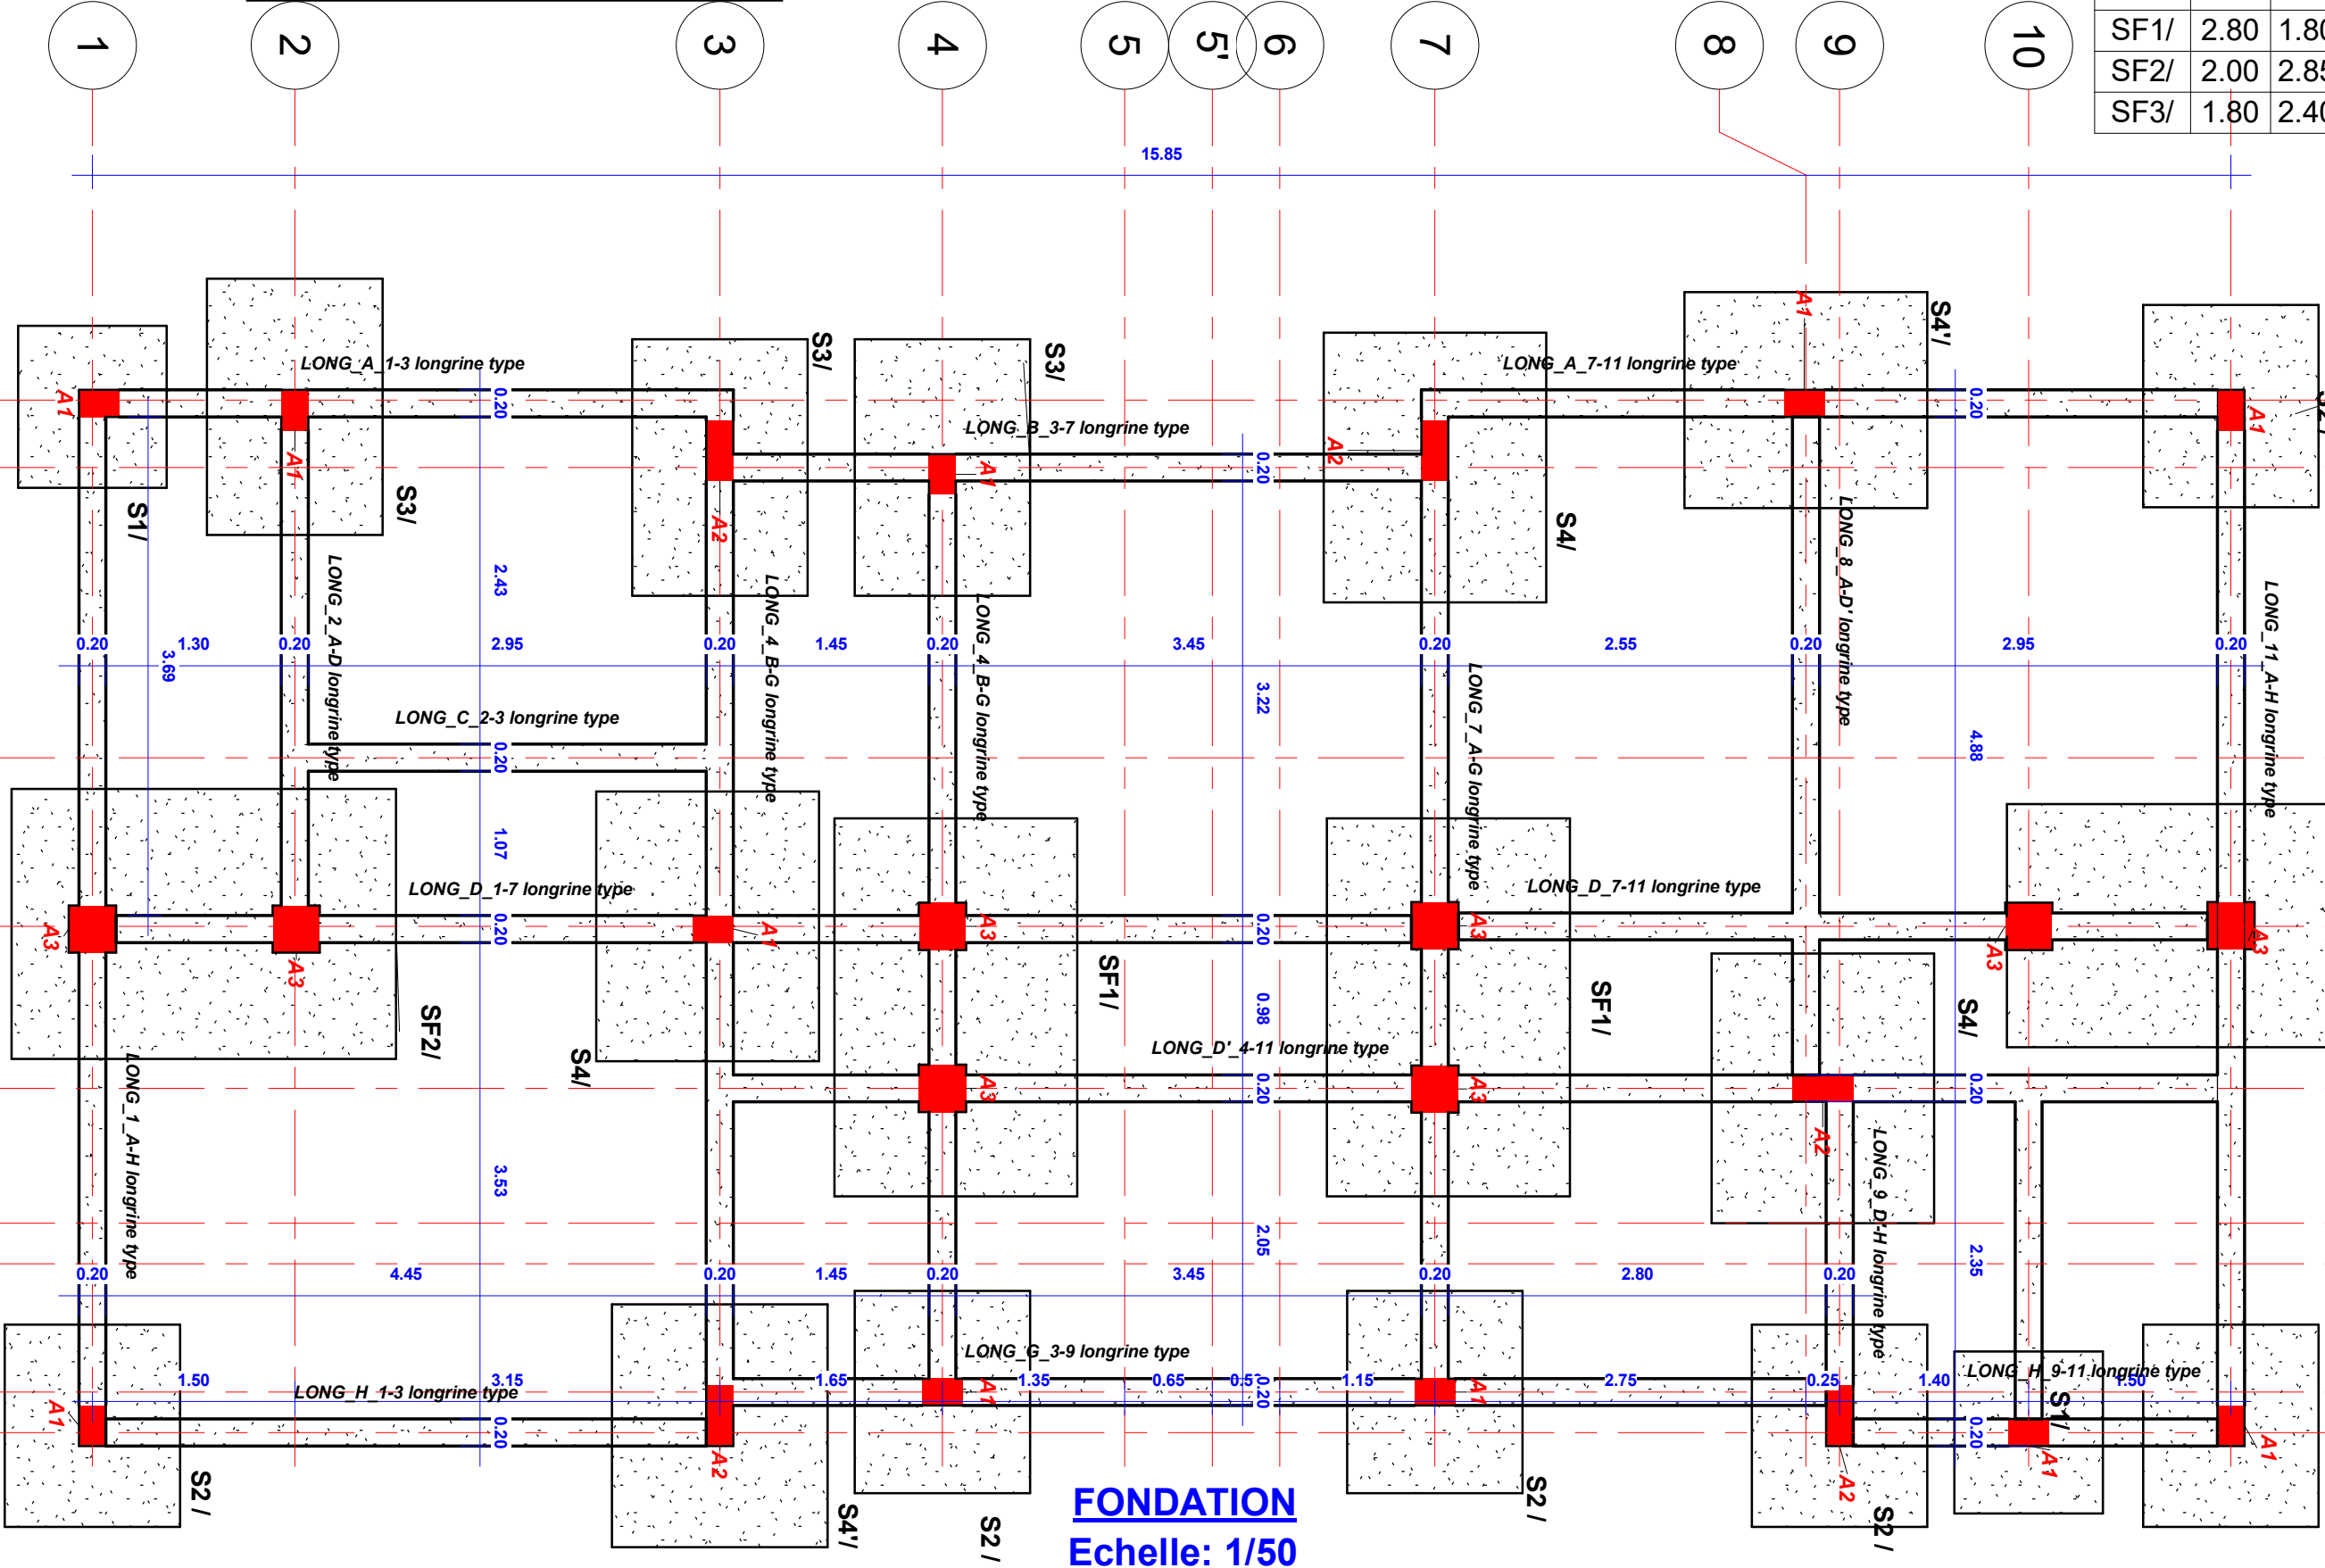 1
2
3
4
5
5'
6
7
8
9
10
SF1/ 2.80 1.80
SF2/ 2.00 2.85
SF3/ 1.80 2.40
15.85
S4'/
A1
S3/
S3/
LONG_A_1-3 longrine type
LONG_A_7-11 longrine type
0.20
0.20
A1
A1
LONG_B_3-7 longrine type
A2
A1
0.20
A1
S1/
S3/
A2
S4/
LONG_2_A-D longrine type
LONG_4_B-G longrine type
LONG_4_B-G longrine type
LONG_7_A-G longrine type
LONG_8_A-D' longrine type
LONG_11_A-H longrine type
2.43
0.20 1.30 0.20 2.95 0.20 1.45 0.20 3.45 0.20 2.55 0.20 2.95 0.20
3.69
3.22
4.88
LONG_C_2-3 longrine type
0.20
1.07
LONG_D_1-7 longrine type
LONG_D_7-11 longrine type
A3
A3
0.20
A1
A3
0.20
A3
A3
A3
SF2/
S4/
SF1/
0.98
SF1/
S4/
LONG_D'_4-11 longrine type
A3
0.20
A3
0.20
A2
LONG_1_A-H longrine type
LONG_9_D'-H longrine type
3.53
2.05
2.35
0.20 4.45 0.20 1.45 0.20 3.45 0.20 2.80 0.20
LONG_G_3-9 longrine type
LONG_H_1-3 longrine type
LONG_H_9-11 longrine type
1.50 3.15 1.65 1.35 0.65 0.5 0.20 1.15 2.75 0.25 1.40 1.50
A1
0.20
A2
A1
A1
A2
0.20
S1/
A1
A1
S2 /
S4'/
S2 /
S2 /
S2 /
FONDATION
Echelle: 1/50